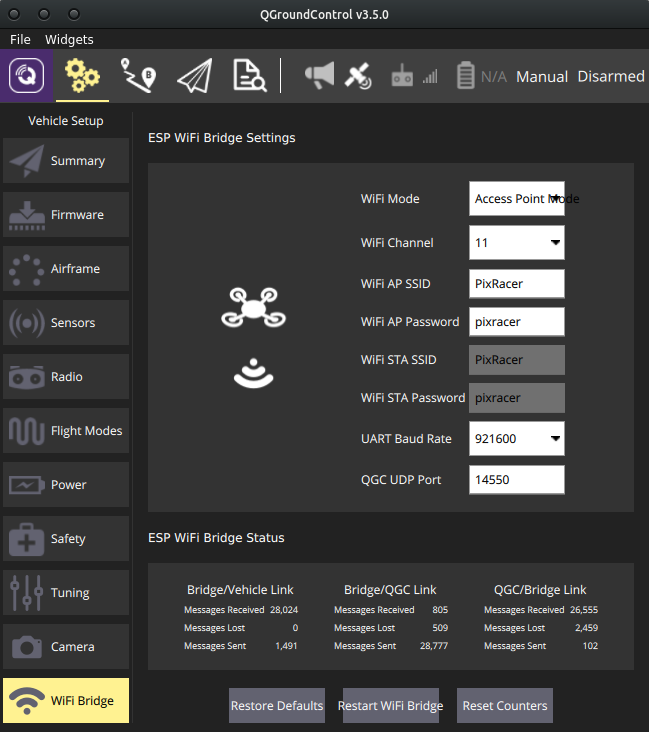 QGroundControl v3.5.0
File Widgets
N/A Manual Disarmed
Vehicle Setup
Summary
Firmware
Airframe
Sensors
Radio
Flight Modes
Power
Safety
Tuning
Camera
WiFi Bridge
ESP WiFi Bridge Settings
WiFi Mode Access Point Mode
WiFi Channel 11
WiFi AP SSID PixRacer
WiFi AP Password pixracer
WiFi STA SSID PixRacer
WiFi STA Password pixracer
UART Baud Rate 921600
QGC UDP Port 14550
ESP WiFi Bridge Status
Bridge/Vehicle Link Bridge/QGC Link QGC/Bridge Link
Messages Received 28,024 Messages Received 805 Messages Received 26,555
Messages Lost 0 Messages Lost 509 Messages Lost 2,459
Messages Sent 1,491 Messages Sent 28,777 Messages Sent 102
Restore Defaults Restart WiFi Bridge Reset Counters